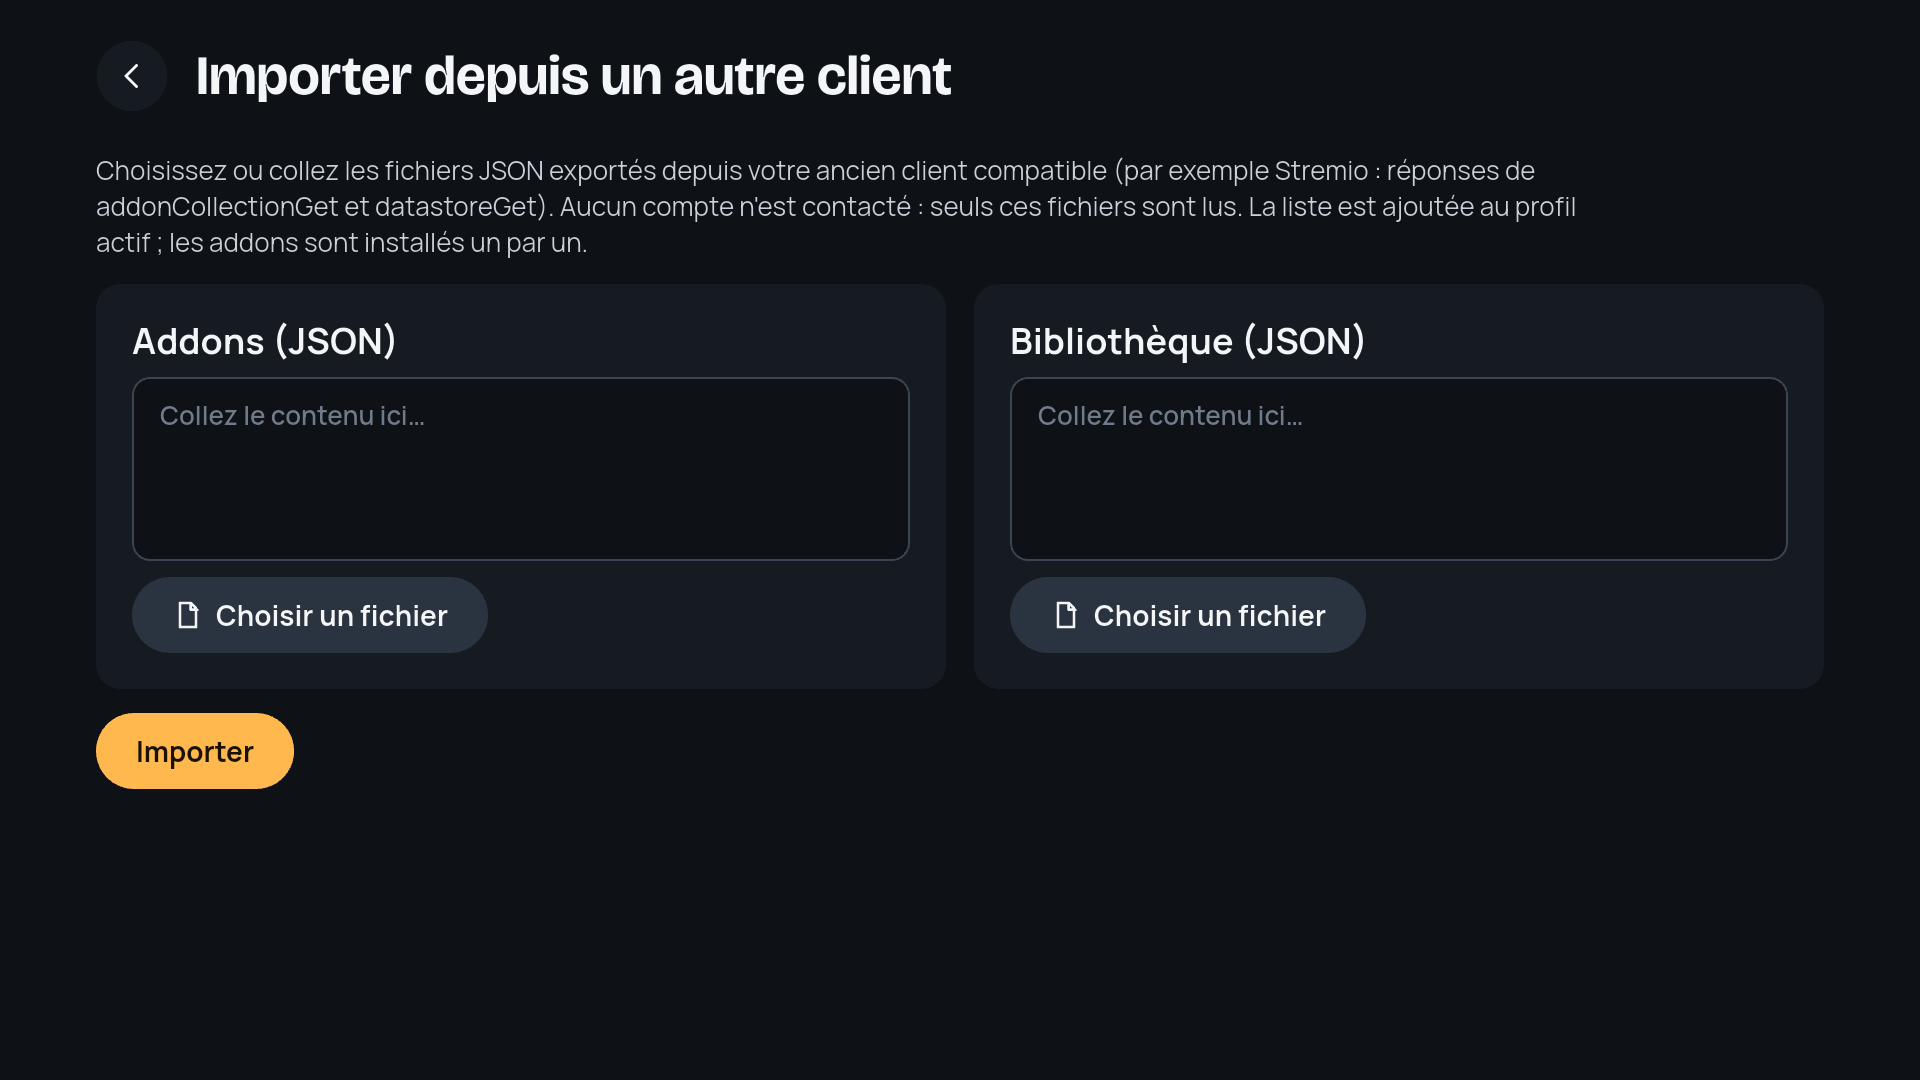 Importer depuis un autre client
Choisissez ou collez les fichiers JSON exportés depuis votre ancien client compatible (par exemple Stremio : réponses de
addonCollectionGet et datastoreGet). Aucun compte n'est contacté : seuls ces fichiers sont lus. La liste est ajoutée au profil
actif ; les addons sont installés un par un.
Addons (JSON)
Collez le contenu ici...
Choisir un fichier
Bibliothèque (JSON)
Collez le contenu ici...
Choisir un fichier
Importer